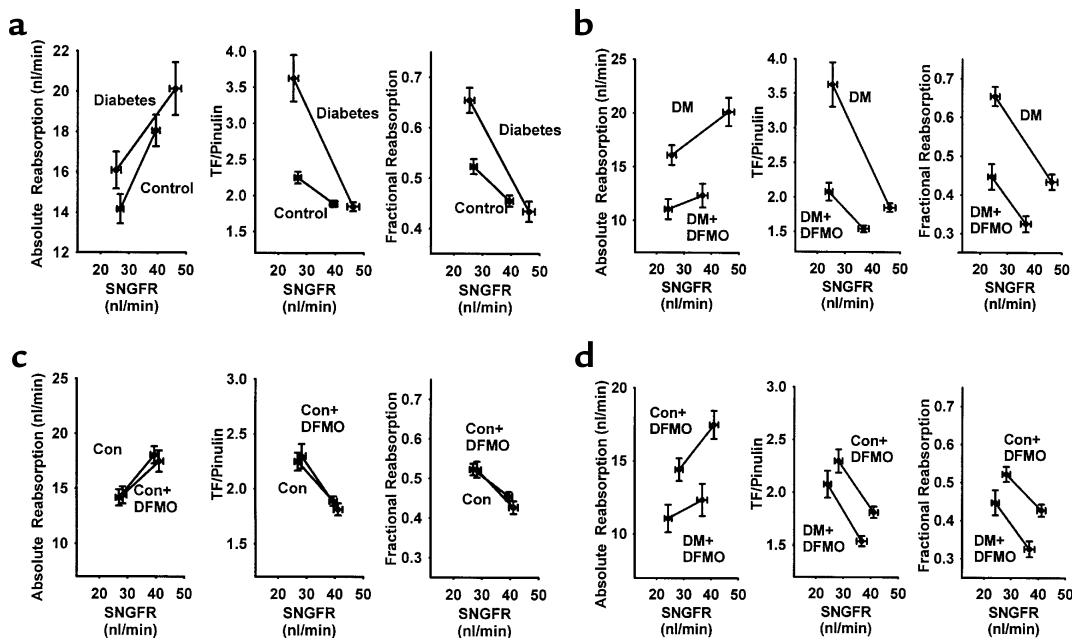 a
Absolute Reabsorption (nl/min)
22
20
18
16
14
12
Diabetes
Control
20 30 40 50
SNGFR
(nl/min)
TF/Pinulin
4.0
3.5
3.0
2.5
2.0
1.5
Diabetes
Control
20 30 40 50
SNGFR
(nl/min)
Fractional Reabsorption
0.7
0.6
0.5
0.4
Diabetes
Control
20 30 40 50
SNGFR
(nl/min)
b
Absolute Reabsorption (nl/min)
25
20
15
10
DM
DM+
DFMO
20 30 40 50
SNGFR
(nl/min)
TF/Pinulin
4.0
3.5
3.0
2.5
2.0
1.5
DM
DM+
DFMO
20 30 40 50
SNGFR
(nl/min)
Fractional Reabsorption
0.7
0.6
0.5
0.4
0.3
DM
DM+
DFMO
20 30 40 50
SNGFR
(nl/min)
c
Absolute Reabsorption (nl/min)
25
20
15
10
Con
Con+
DFMO
20 30 40 50
SNGFR
(nl/min)
TF/Pinulin
3.0
2.5
2.0
1.5
Con+
DFMO
Con
20 30 40 50
SNGFR
(nl/min)
Fractional Reabsorption
0.7
0.6
0.5
0.4
0.3
Con+
DFMO
Con
20 30 40 50
SNGFR
(nl/min)
d
Absolute Reabsorption (nl/min)
20
15
10
Con+
DFMO
DM+
DFMO
20 30 40 50
SNGFR
(nl/min)
TF/Pinulin
3.0
2.5
2.0
1.5
Con+
DFMO
DM+
DFMO
20 30 40 50
SNGFR
(nl/min)
Fractional Reabsorption
0.7
0.6
0.5
0.4
0.3
Con+
DFMO
DM+
DFMO
20 30 40 50
SNGFR
(nl/min)